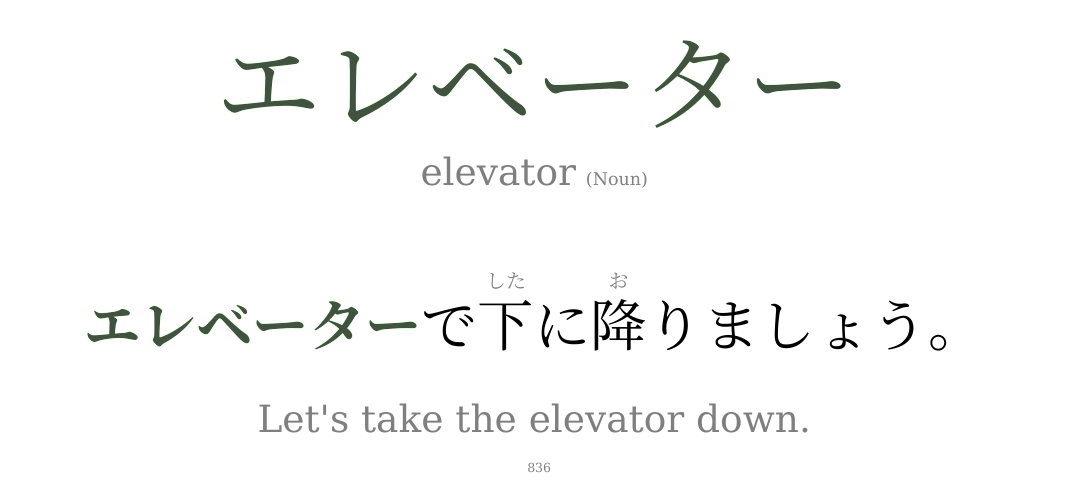 エレベーター
elevator (Noun)
した お
エレベーターで下に降りましょう。
Let's take the elevator down.
836